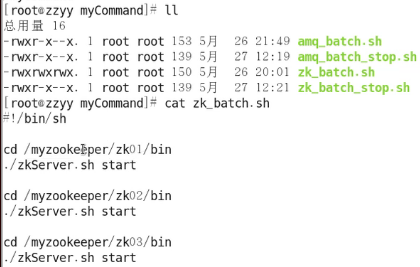 [root@zzyy myCommand]# ll
总用量 16
-rwxr-x--x. 1 root root 153 5月  26 21:49 amq_batch.sh
-rwxr-x--x. 1 root root 139 5月  27 12:19 amq_batch_stop.sh
-rwxrwxrwx. 1 root root 150 5月  26 20:01 zk_batch.sh
-rwxr-x--x. 1 root root 139 5月  27 12:21 zk_batch_stop.sh
[root@zzyy myCommand]# cat zk_batch.sh
#!/bin/sh
cd /myzookeeper/zk01/bin
./zkServer.sh start
cd /myzookeeper/zk02/bin
./zkServer.sh start
cd /myzookeeper/zk03/bin
./zkServer.sh start